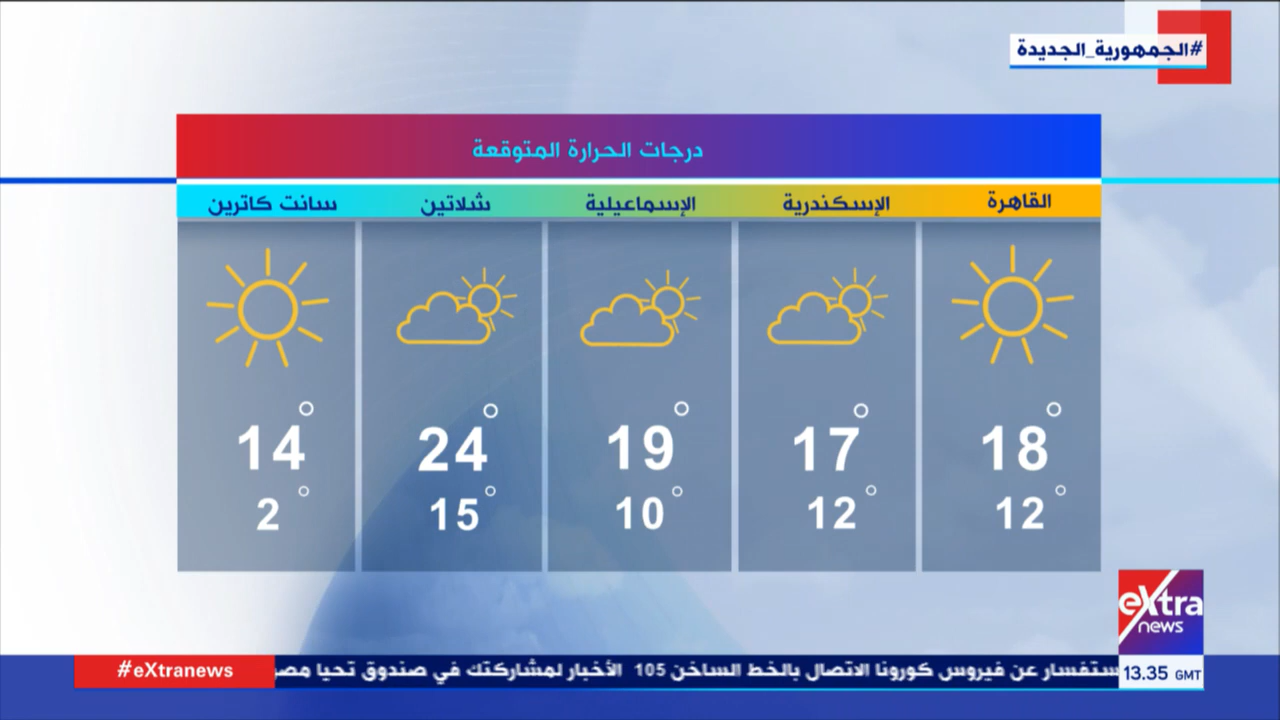 #الجمهورية_الجديدة
درجات الحرارة المتوقعة
القاهرة الإسكندرية الإسماعيلية شلاتين سانت كاترين
18° 17° 19° 24° 14°
12° 12° 10° 15° 2°
eXtra
news
#eXtranews
ستفسار عن فيروس كورونا الاتصال بالخط الساخن 105 الأخبار لمشاركتك في صندوق تحيا مصر
13.35 GMT